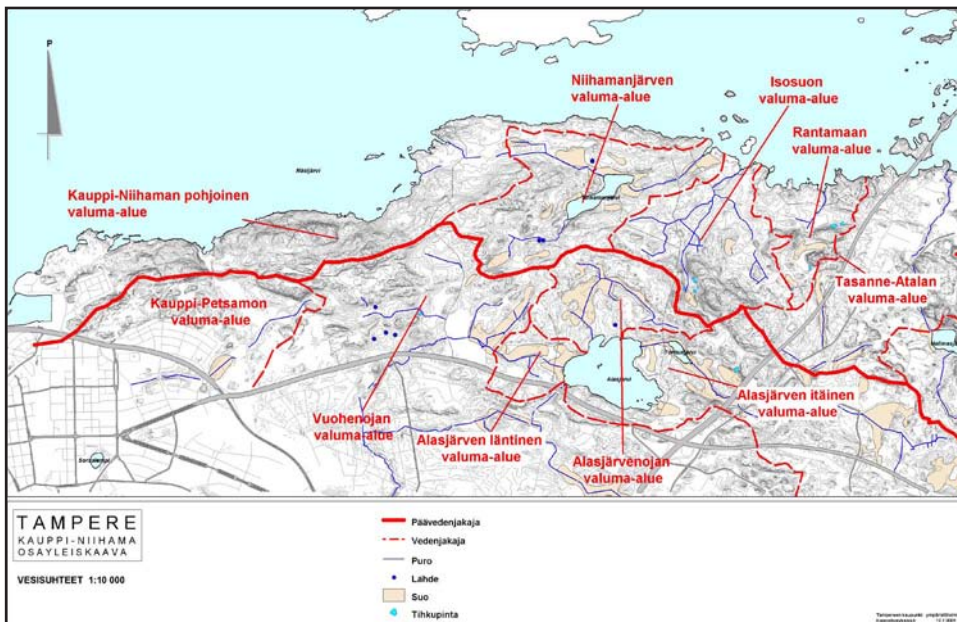 P
Niihamanjärven
valuma-alue
Isosuon
valuma-alue
Rantamaan
valuma-alue
Näsijärvi
Kauppi-Niihaman pohjoinen
valuma-alue
Kauppi-Petsamon
valuma-alue
Tasanne-Atalan
valuma-alue
Alasjärvi
Vuohenojan
valuma-alue
Alasjärven läntinen
valuma-alue
Alasjärven itäinen
valuma-alue
Alasjärvenojan
valuma-alue
TAMPERE
KAUPPI-NIIHAMA
OSAYLEISKAAVA
VESISUHTEET 1:10 000
Päävedenjakaja
Vedenjakaja
Puro
Lähde
Suo
Tihkupinta